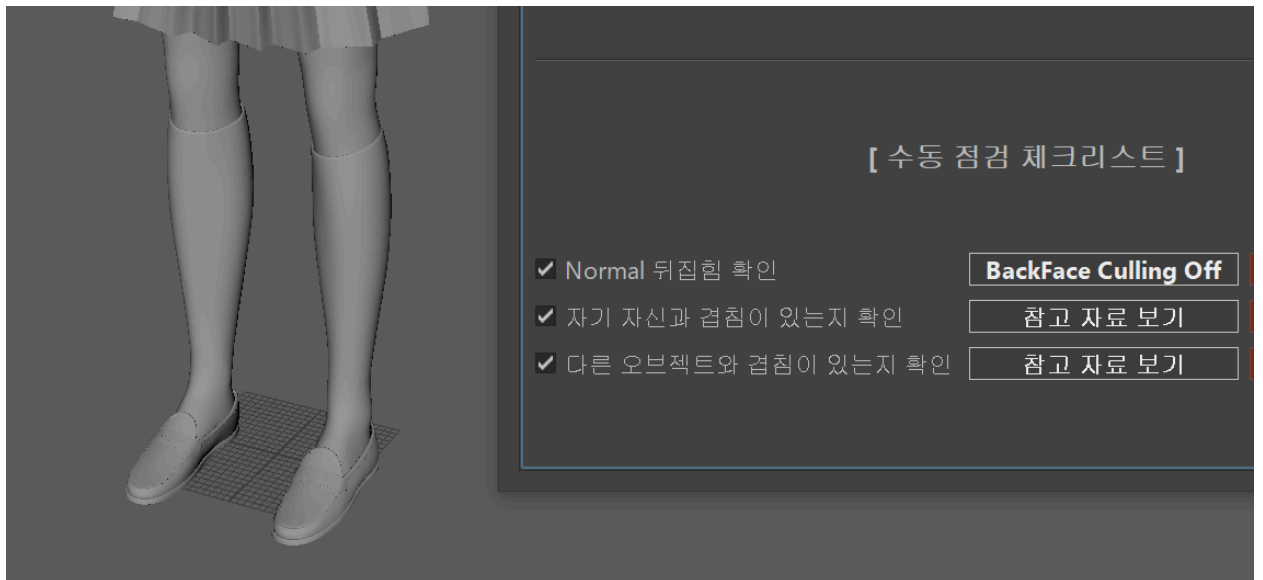 [ 수동 점검 체크리스트 ]
Normal 뒤집힘 확인 BackFace Culling Off
자기 자신과 겹침이 있는지 확인 참고 자료 보기
다른 오브젝트와 겹침이 있는지 확인 참고 자료 보기